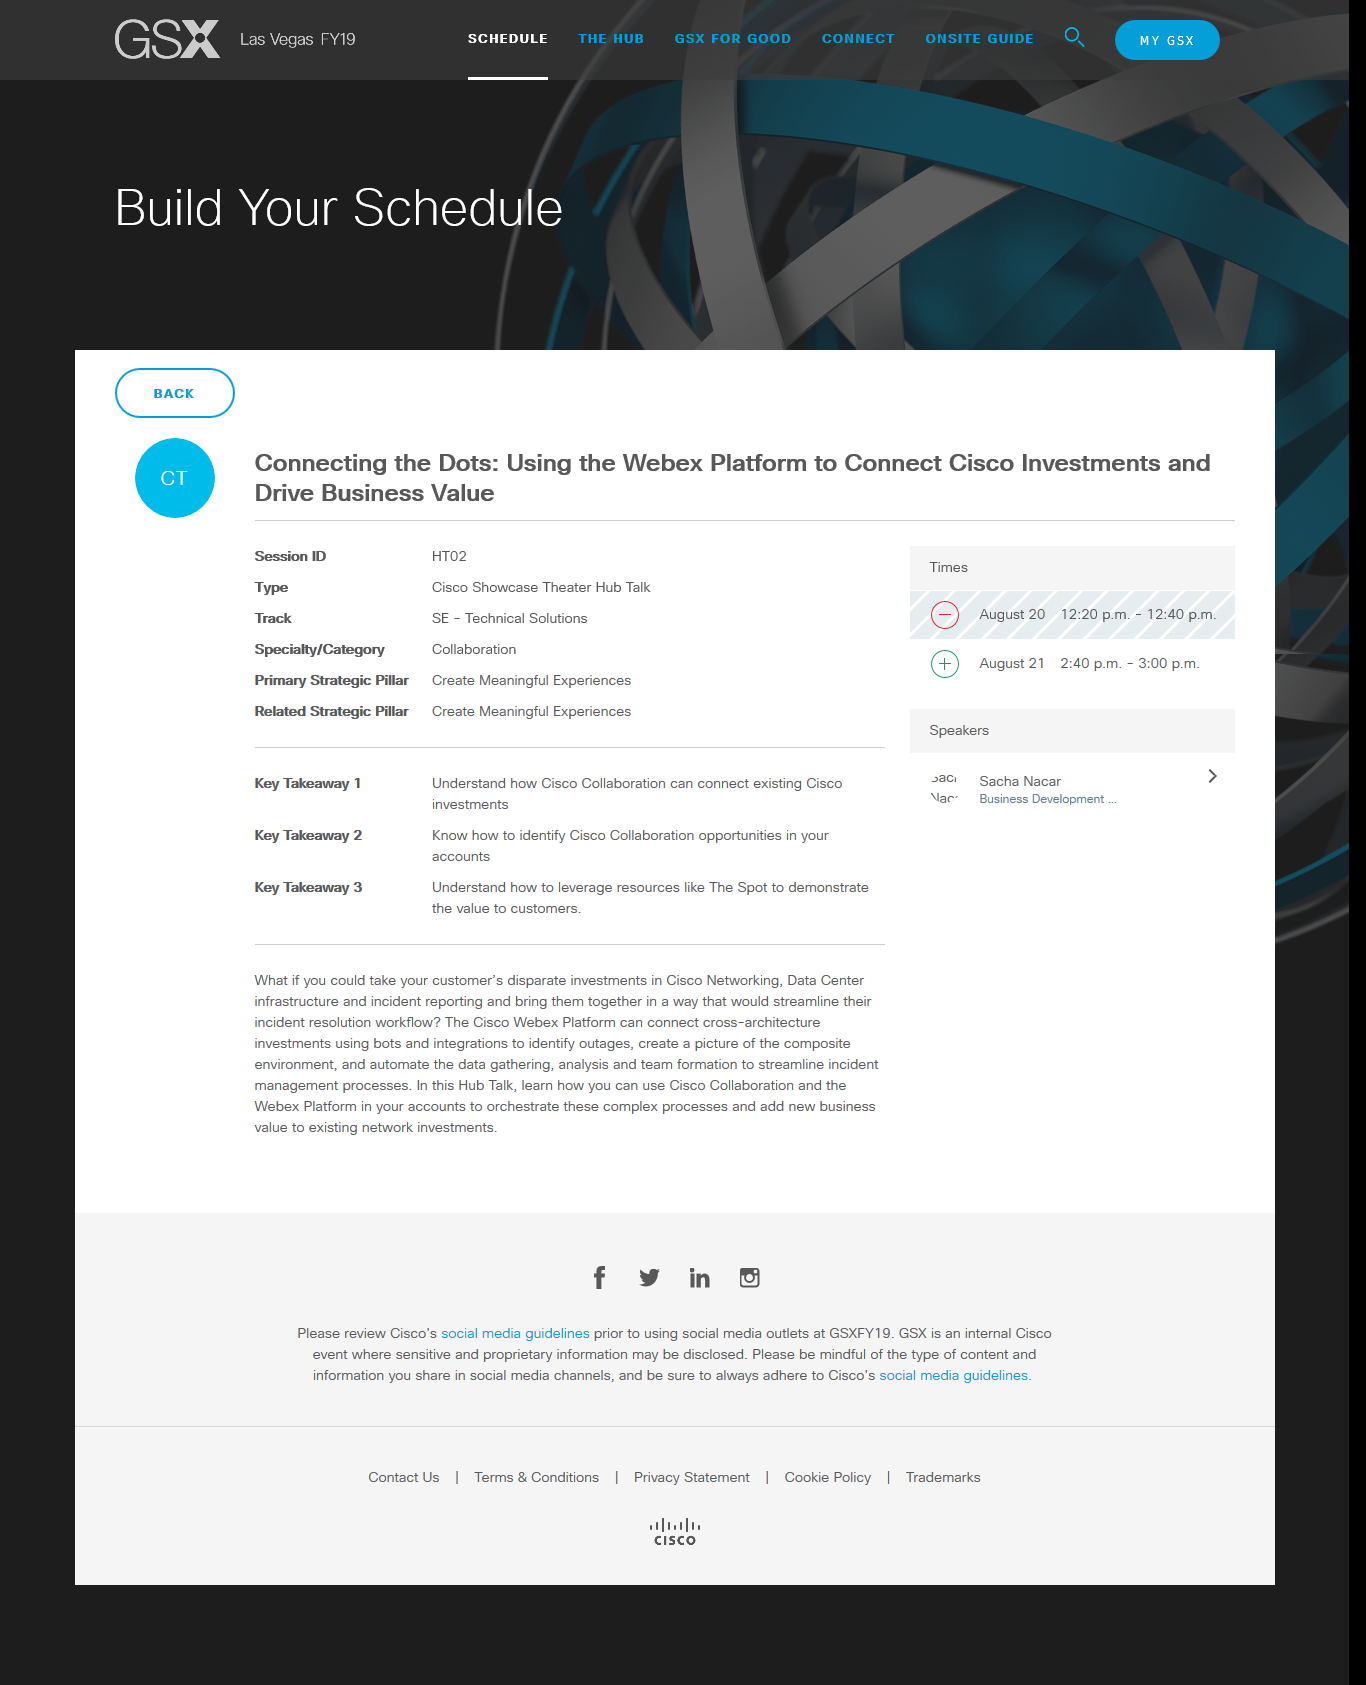 GSX Las Vegas FY19 SCHEDULE THE HUB GSX FOR GOOD CONNECT ONSITE GUIDE MY GSX
Build Your Schedule
BACK
CT
Connecting the Dots: Using the Webex Platform to Connect Cisco Investments and
Drive Business Value
Session ID HT02
Type Cisco Showcase Theater Hub Talk
Track SE - Technical Solutions
Specialty/Category Collaboration
Primary Strategic Pillar Create Meaningful Experiences
Related Strategic Pillar Create Meaningful Experiences
Key Takeaway 1 Understand how Cisco Collaboration can connect existing Cisco
investments
Key Takeaway 2 Know how to identify Cisco Collaboration opportunities in your
accounts
Key Takeaway 3 Understand how to leverage resources like The Spot to demonstrate
the value to customers.
What if you could take your customer's disparate investments in Cisco Networking, Data Center
infrastructure and incident reporting and bring them together in a way that would streamline their
incident resolution workflow? The Cisco Webex Platform can connect cross-architecture
investments using bots and integrations to identify outages, create a picture of the composite
environment, and automate the data gathering, analysis and team formation to streamline incident
management processes. In this Hub Talk, learn how you can use Cisco Collaboration and the
Webex Platform in your accounts to orchestrate these complex processes and add new business
value to existing network investments.
Times
August 20 12:20 p.m. - 12:40 p.m.
August 21 2:40 p.m. - 3:00 p.m.
Speakers
Sacha Nacar
Business Development ...
Please review Cisco's social media guidelines prior to using social media outlets at GSXFY19. GSX is an internal Cisco
event where sensitive and proprietary information may be disclosed. Please be mindful of the type of content and
information you share in social media channels, and be sure to always adhere to Cisco's social media guidelines.
Contact Us | Terms & Conditions | Privacy Statement | Cookie Policy | Trademarks
CISCO